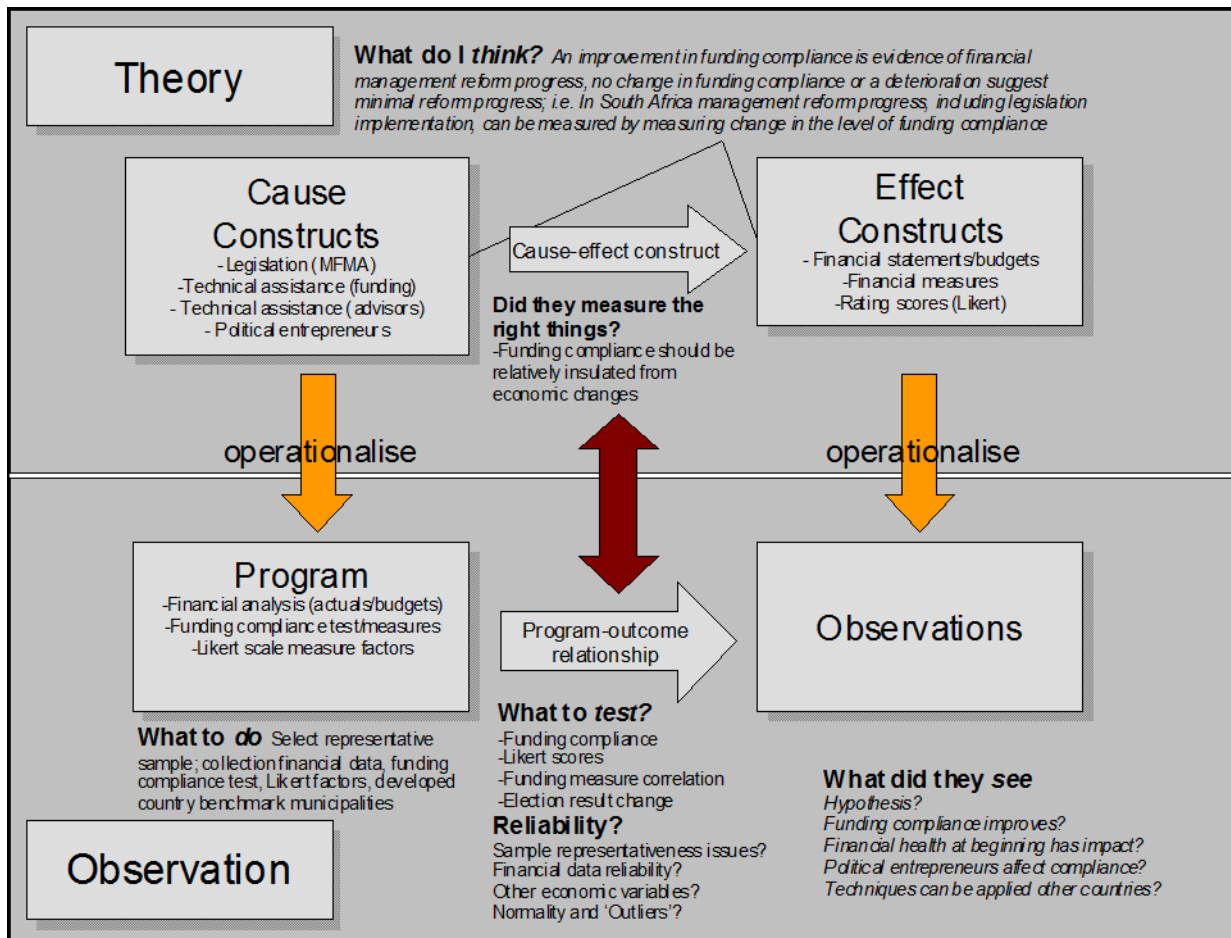 Theory
What do I think? An improvement in funding compliance is evidence of financial
management reform progress, no change in funding compliance or a deterioration suggest
minimal reform progress; i.e. In South Africa management reform progress, including legislation
implementation, can be measured by measuring change in the level of funding compliance
Cause
Constructs
- Legislation (MFMA)
-Technical assistance (funding)
- Technical assistance (advisors)
- Political entrepreneurs
Cause-effect construct
Effect
Constructs
- Financial statements/budgets
-Financial measures
-Rating scores (Likert)
Did they measure the
right things?
-Funding compliance should be
relatively insulated from
economic changes
operationalise
operationalise
Program
-Financial analysis (actuals/budgets)
-Funding compliance test/measures
-Likert scale measure factors
Program-outcome
relationship
Observations
What to do Select representative
sample; collection financial data, funding
compliance test, Likert factors, developed
country benchmark municipalities
What to test?
-Funding compliance
-Likert scores
-Funding measure correlation
-Election result change
Reliability?
Sample representativeness issues?
Financial data reliability?
Other economic variables?
Normality and ‘Outliers’?
What did they see
Hypothesis?
Funding compliance improves?
Financial health at beginning has impact?
Political entrepreneurs affect compliance?
Techniques can be applied other countries?
Observation